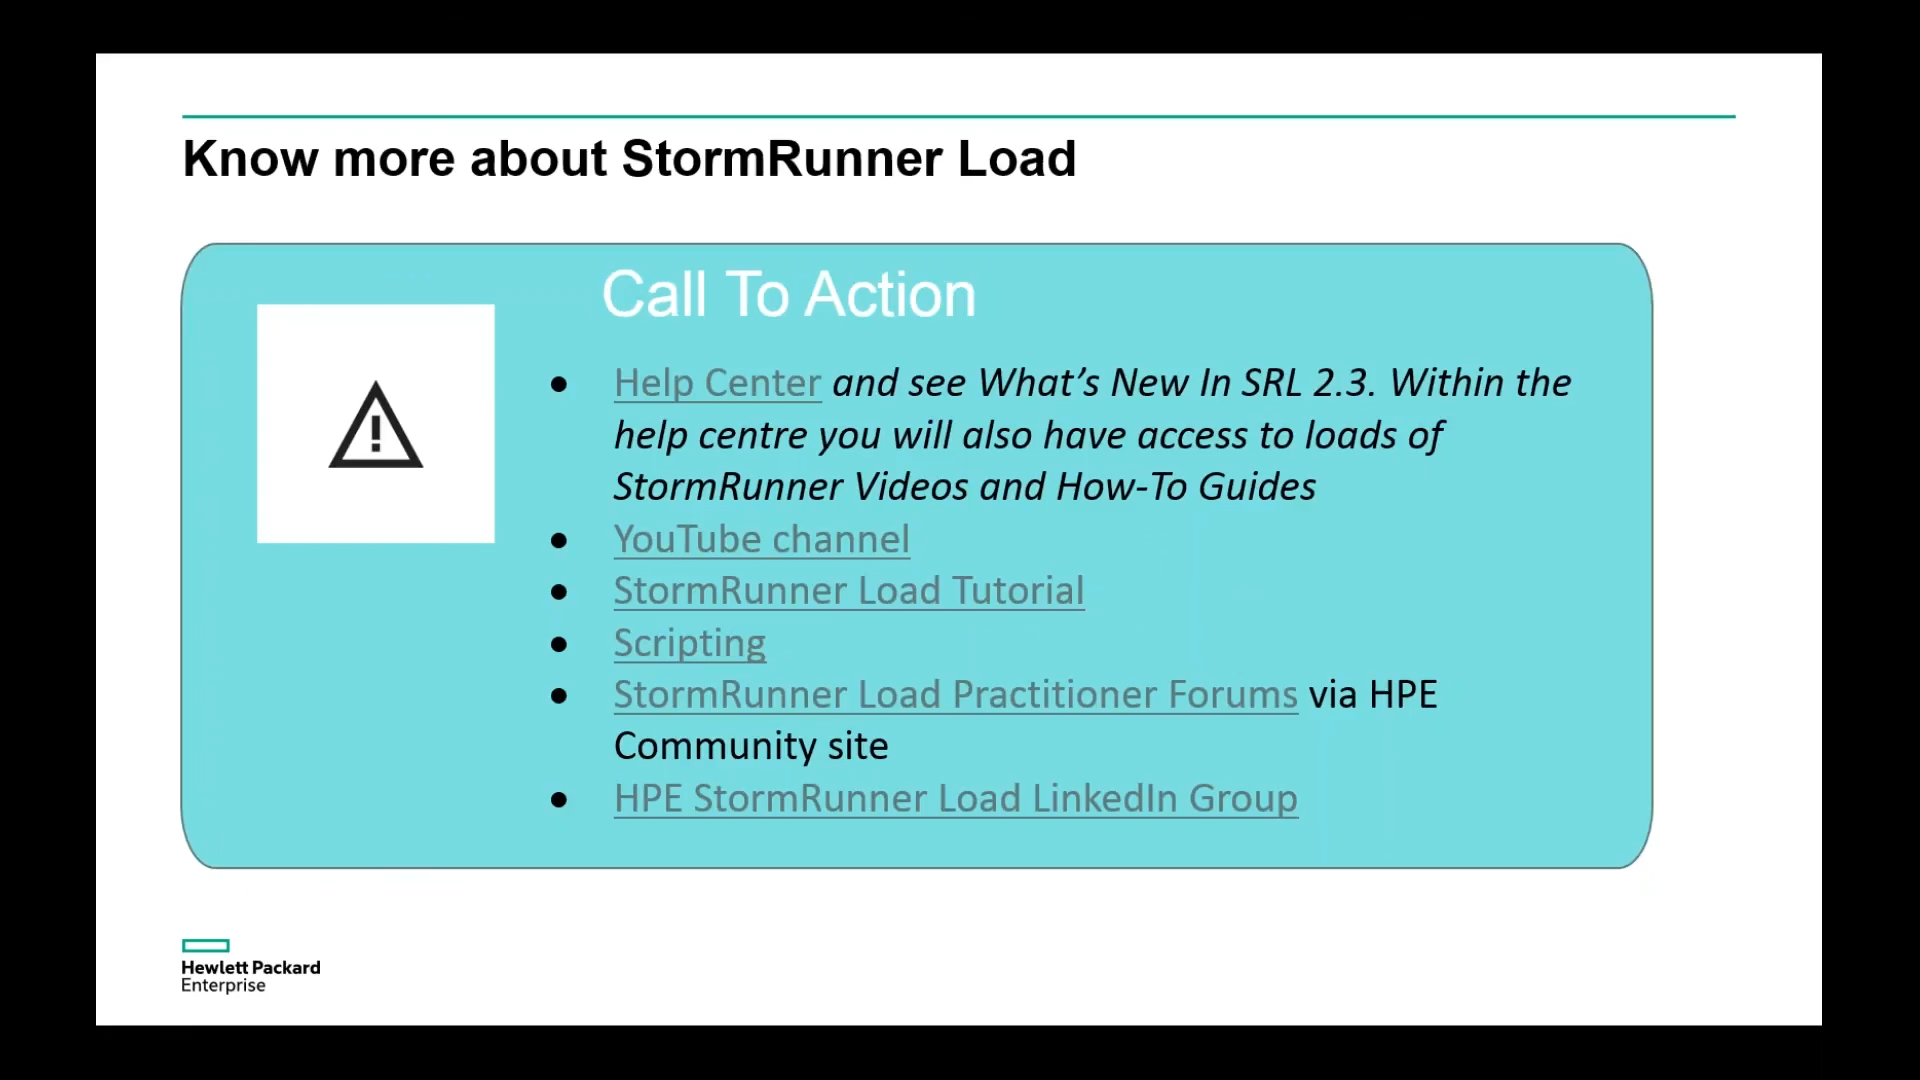 Know more about StormRunner Load
Call To Action
• Help Center and see What’s New In SRL 2.3. Within the
help centre you will also have access to loads of
StormRunner Videos and How-To Guides
• YouTube channel
• StormRunner Load Tutorial
• Scripting
• StormRunner Load Practitioner Forums via HPE
Community site
• HPE StormRunner Load LinkedIn Group
Hewlett Packard
Enterprise